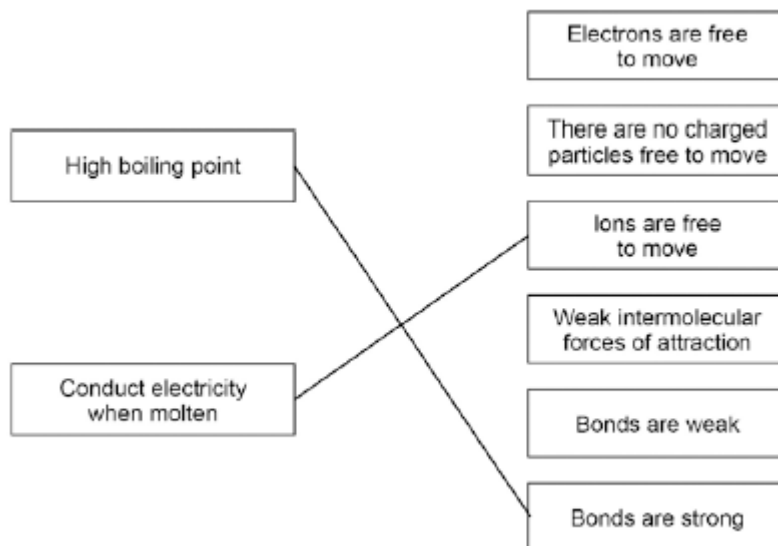 High boiling point
Conduct electricity
when molten
Electrons are free
to move
There are no charged
particles free to move
Ions are free
to move
Weak intermolecular
forces of attraction
Bonds are weak
Bonds are strong